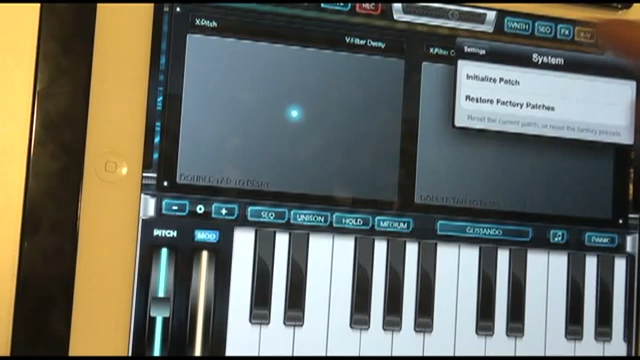 REC
SYNTH
SEQ
FX
X-Y
X-Pitch
Y-Filter Decay
X-Filter
Settings
System
Initialize Patch
Restore Factory Patches
Reset the current patch, or reset the factory presets.
DOUBLE TAP TO RESET
DOUBLE TAP TO RESET
- 0 +
SEQ
UNISON
HOLD
MEDIUM
GLISSANDO
PANIC
PITCH
MOD